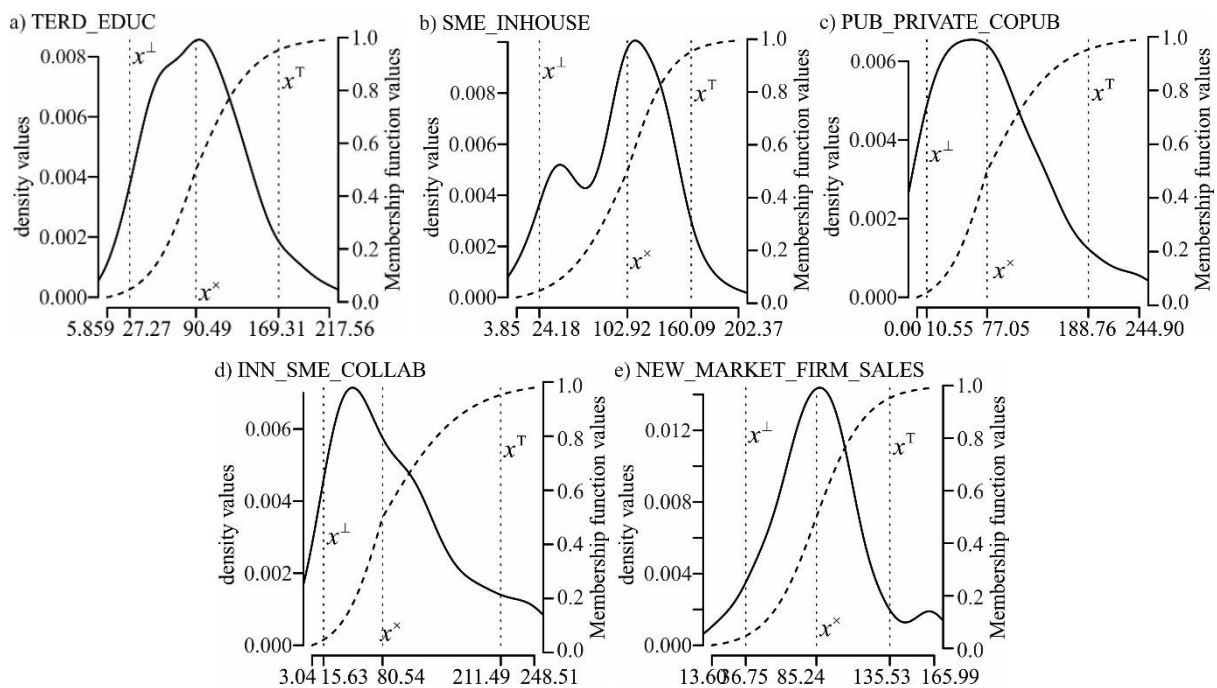 a) TERD_EDUC
0.008
0.006
0.004
0.002
0.000
density values
x⊥
x×
xT
1.0
0.8
0.6
0.4
0.2
0.0
Membership function values
5.859 27.27 90.49 169.31 217.56
b) SME_INHOUSE
0.008
0.006
0.004
0.002
0.000
density values
x⊥
x×
xT
1.0
0.8
0.6
0.4
0.2
0.0
Membership function values
3.85 24.18 102.92 160.09 202.37
c) PUB_PRIVATE_COPUB
0.006
0.004
0.002
0.000
density values
x⊥
x×
xT
1.0
0.8
0.6
0.4
0.2
0.0
Membership function values
0.00 10.55 77.05 188.76 244.90
d) INN_SME_COLLAB
0.006
0.004
0.002
0.000
density values
x⊥
x×
xT
1.0
0.8
0.6
0.4
0.2
0.0
Membership function values
3.04 15.63 80.54 211.49 248.51
e) NEW_MARKET_FIRM_SALES
0.012
0.008
0.004
0.000
density values
x⊥
x×
xT
1.0
0.8
0.6
0.4
0.2
0.0
Membership function values
13.60 36.75 85.24 135.53 165.99